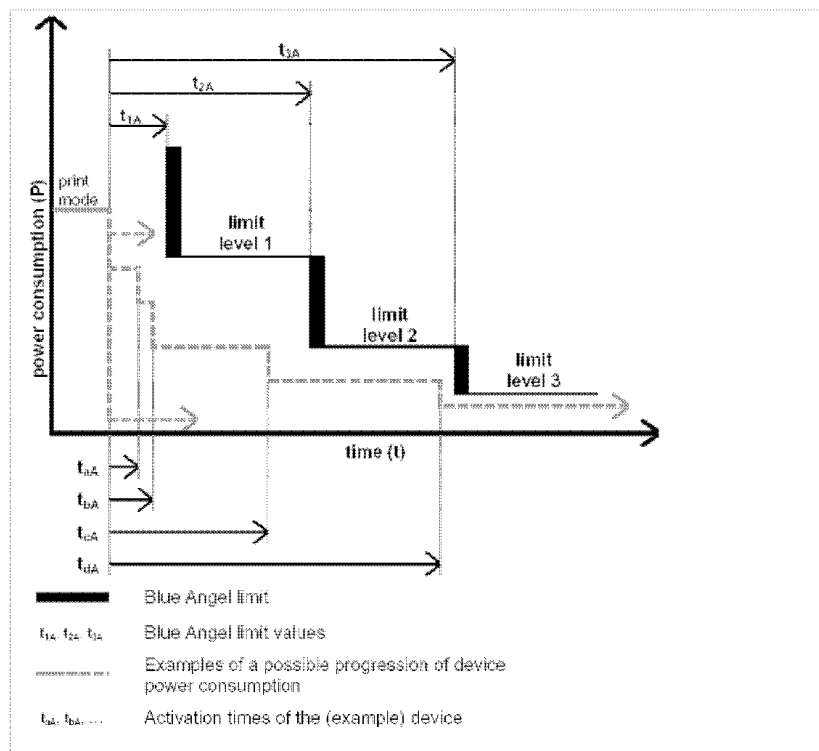 t3A
t2A
t1A
print
mode
power consumption (P)
limit
level 1
limit
level 2
limit
level 3
time (t)
taA
tbA
tcA
tdA
Blue Angel limit
t1A, t2A, t3A Blue Angel limit values
Examples of a possible progression of device
power consumption
taA, tbA, ... Activation times of the (example) device